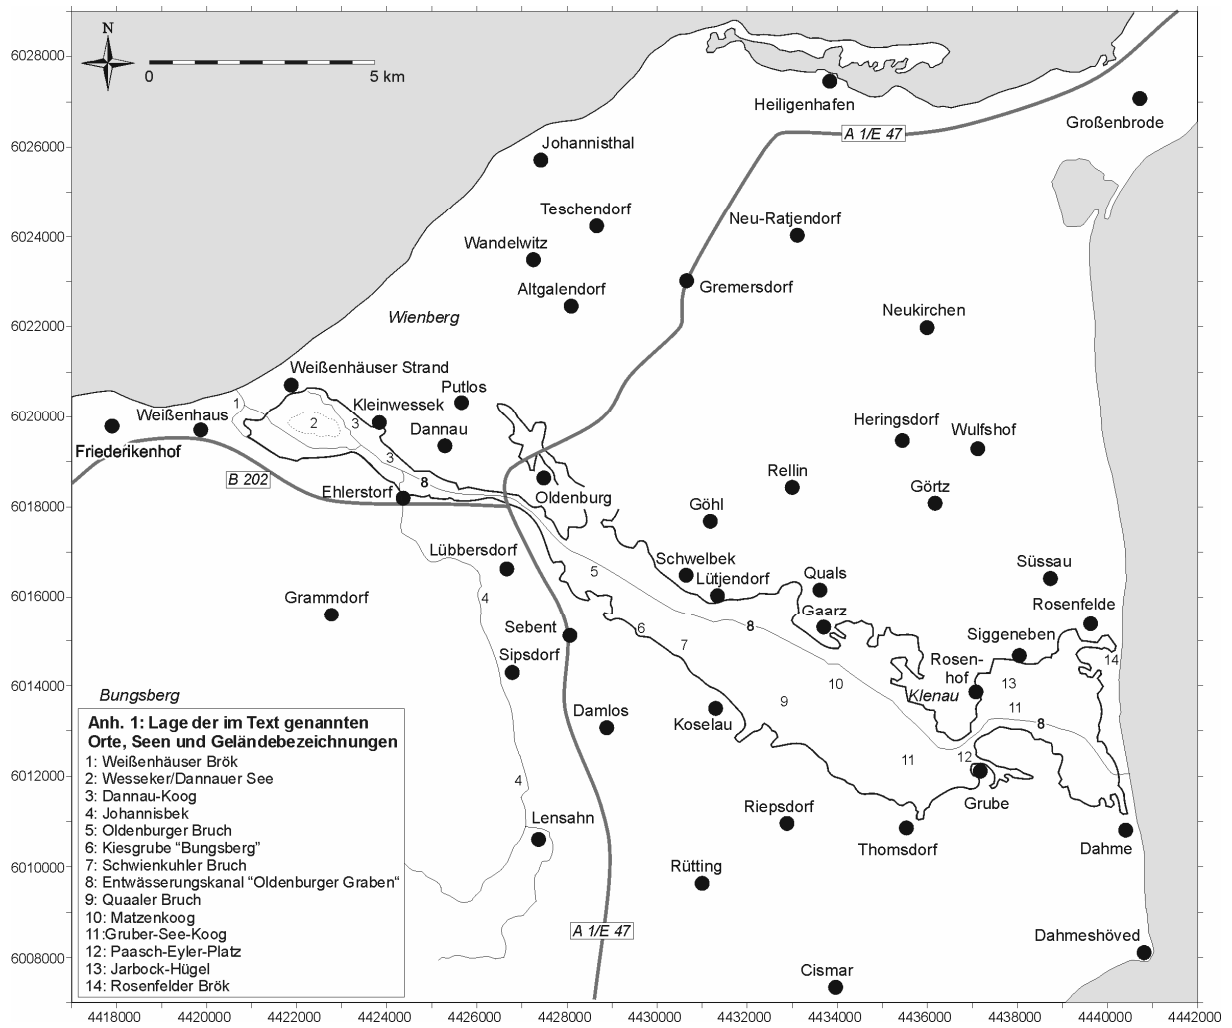 N
0
5 km
6028000
6026000
6024000
6022000
6020000
6018000
6016000
6014000
6012000
6010000
6008000
Heiligenhafen
Großenbrode
A 1/E 47
Johannisthal
Teschendorf
Wandelwitz
Altgalendorf
Neu-Ratjendorf
Gremersdorf
Neukirchen
Wienberg
Weißenhäuser Strand
Putlos
Kleinwessek
Weißenhaus
Dannau
Friederikenhof
Heringsdorf
Wulfshof
B 202
Ehlerstorf
Oldenburg
Rellin
Görtz
Göhl
Lübbersdorf
Schwelbek
Lütjendorf
Quals
Süssau
Grammdorf
Gaarz
Rosenfelde
Sebent
Siggeneben
Sipsdorf
Rosen-
hof
Klenau
Bungsberg
Damlos
Koselau
Grube
Riepsdorf
Lensahn
Thomsdorf
Dahme
Rütting
A 1/E 47
Dahmeshöved
Cismar
1
2
3
3
8
4
5
6
7
8
9
10
11
12
13
11
8
14
4
Anh. 1: Lage der im Text genannten
Orte, Seen und Geländebezeichnungen
1: Weißenhäuser Brök
2: Wesseker/Dannauer See
3: Dannau-Koog
4: Johannisbek
5: Oldenburger Bruch
6: Kiesgrube "Bungsberg"
7: Schwienkuhler Bruch
8: Entwässerungskanal "Oldenburger Graben"
9: Quaaler Bruch
10: Matzenkoog
11:Gruber-See-Koog
12: Paasch-Eyler-Platz
13: Jarbock-Hügel
14: Rosenfelder Brök
4418000 4420000 4422000 4424000 4426000 4428000 4430000 4432000 4434000 4436000 4438000 4440000 4442000